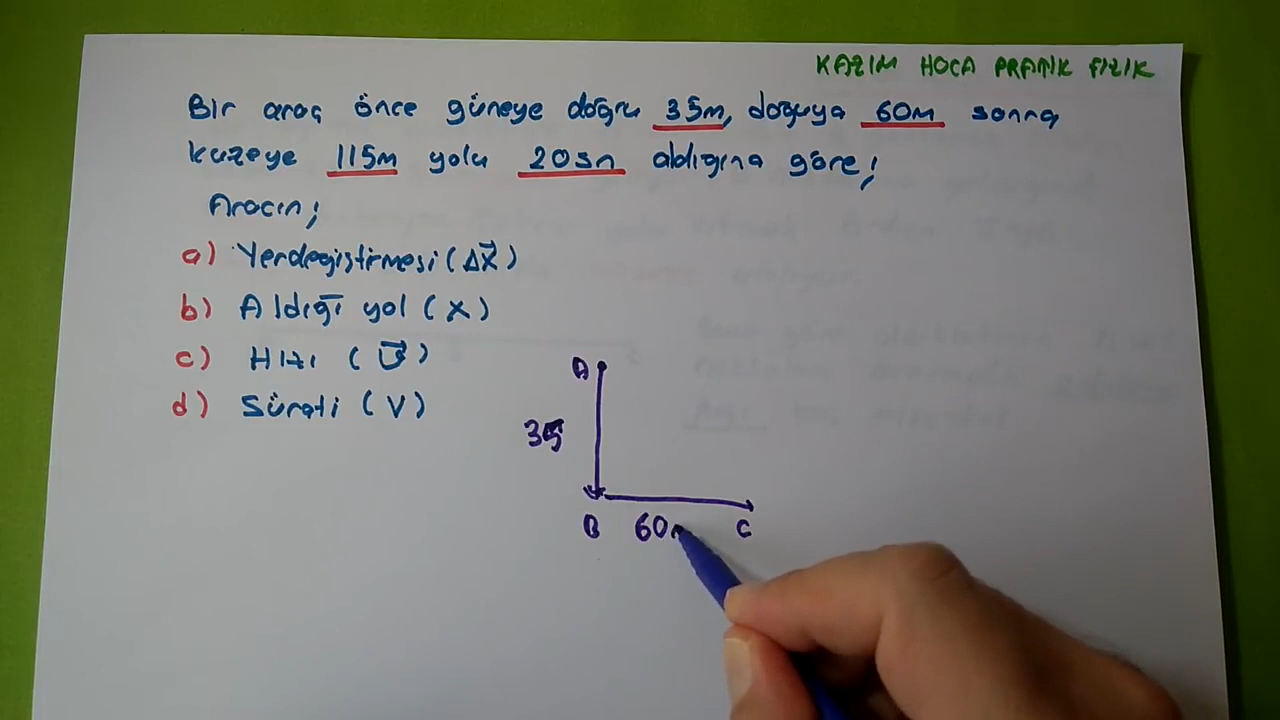 KAZIM HOCA PRATİK FİZİK
Bir araç önce güneye doğru 35m, doğuya 60m sonra
kuzeye 115m yolu 20sn aldığına göre;
Aracın;
a) Yerdeğiştirmesi (ΔX⃗)
b) Aldığı yol (X)
c) Hızı (ϑ⃗)
d) Sürati (V)
A
35
B 60m C